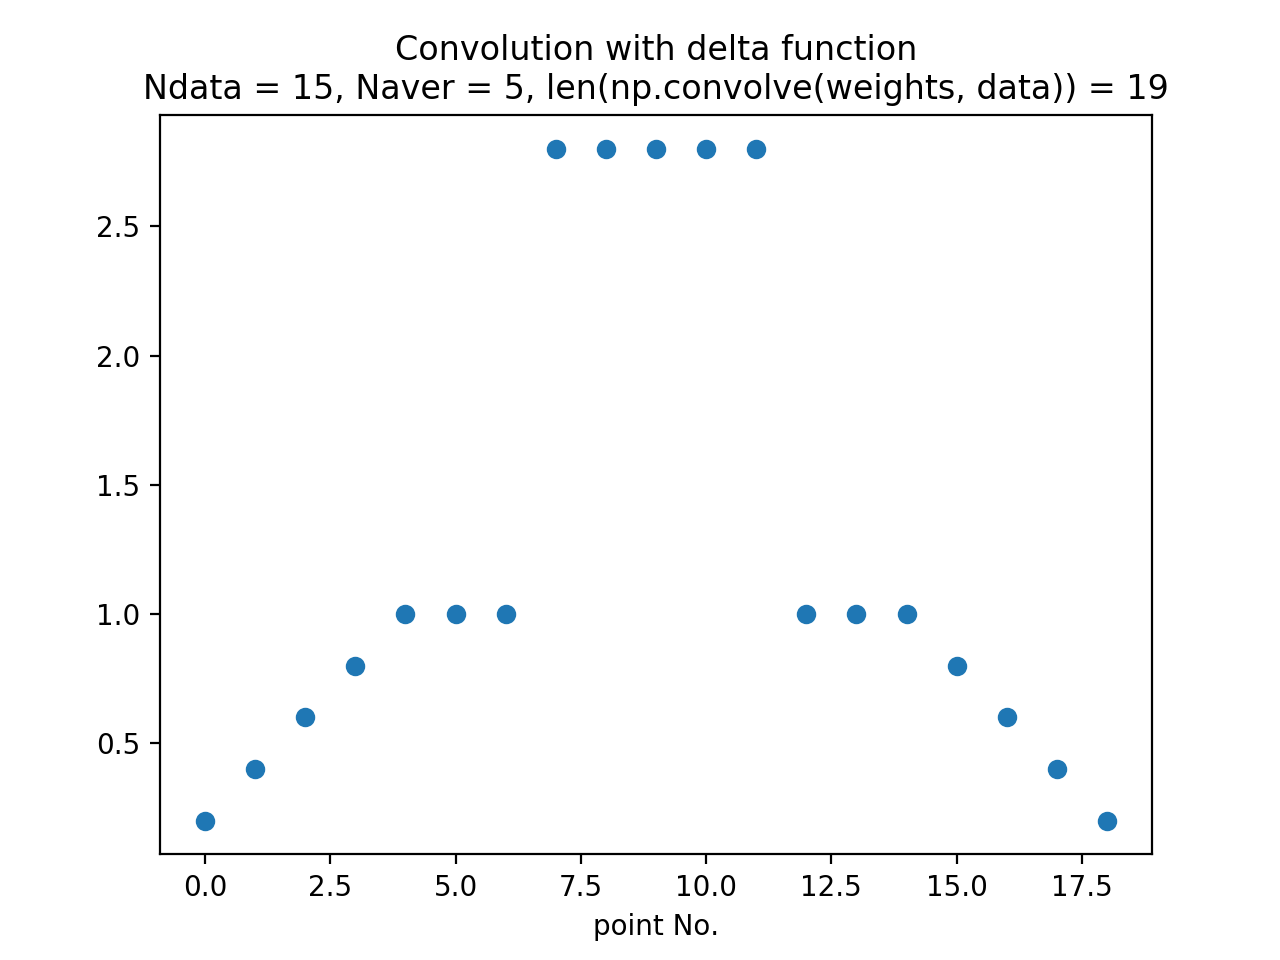 Convolution with delta function
Ndata = 15, Naver = 5, len(np.convolve(weights, data)) = 19
2.5
2.0
1.5
1.0
0.5
0.0 2.5 5.0 7.5 10.0 12.5 15.0 17.5
point No.